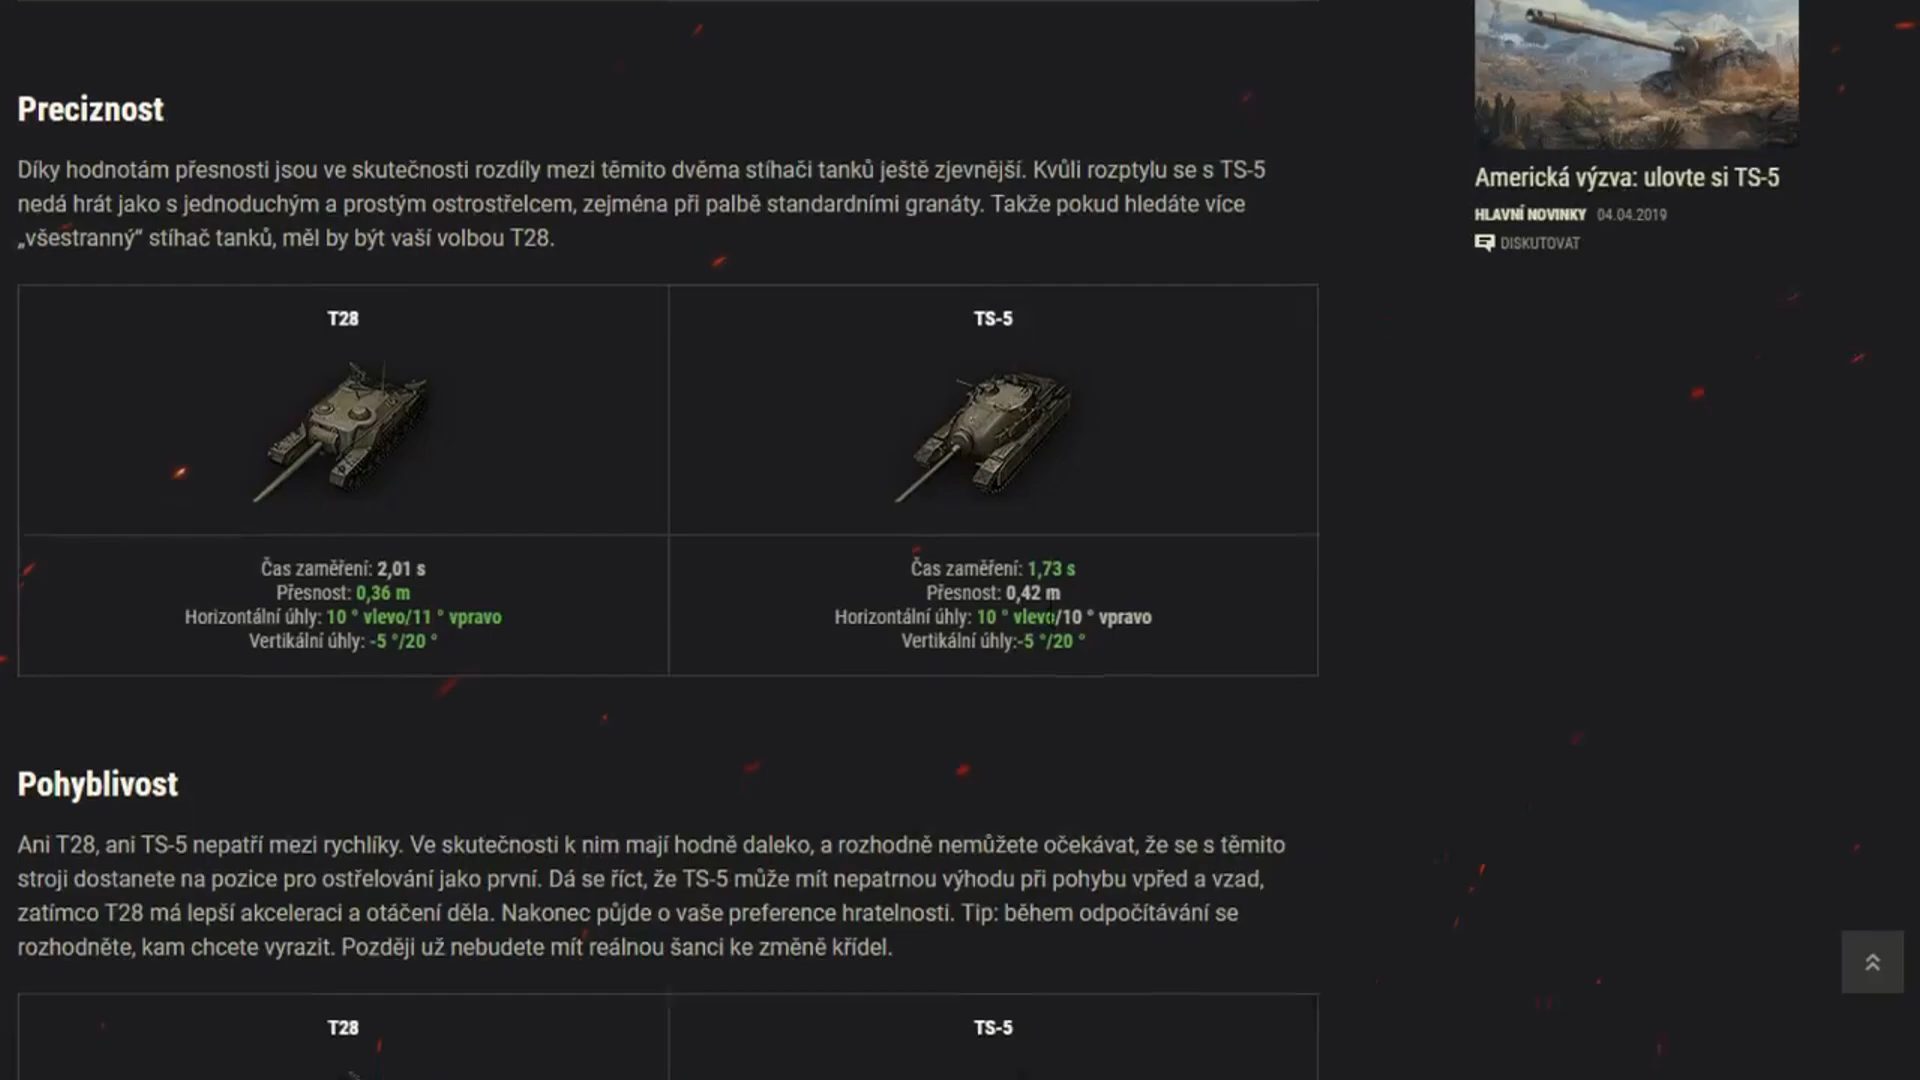 Preciznost
Díky hodnotám přesnosti jsou ve skutečnosti rozdíly mezi těmito dvěma stíhači tanků ještě zjevnější. Kvůli rozptylu se s TS-5
nedá hrát jako s jednoduchým a prostým ostrostřelcem, zejména při palbě standardními granáty. Takže pokud hledáte více
„všestranný“ stíhač tanků, měl by být vaší volbou T28.
T28
TS-5
Čas zaměření: 2,01 s
Přesnost: 0,36 m
Horizontální úhly: 10 ° vlevo/11 ° vpravo
Vertikální úhly: -5 °/20 °
Čas zaměření: 1,73 s
Přesnost: 0,42 m
Horizontální úhly: 10 ° vlevo/10 ° vpravo
Vertikální úhly:-5 °/20 °
Pohyblivost
Ani T28, ani TS-5 nepatří mezi rychlíky. Ve skutečnosti k nim mají hodně daleko, a rozhodně nemůžete očekávat, že se s těmito
stroji dostanete na pozice pro ostřelování jako první. Dá se říct, že TS-5 může mít nepatrnou výhodu při pohybu vpřed a vzad,
zatímco T28 má lepší akceleraci a otáčení děla. Nakonec půjde o vaše preference hratelnosti. Tip: během odpočítávání se
rozhodněte, kam chcete vyrazit. Později už nebudete mít reálnou šanci ke změně křídel.
T28
TS-5
Americká výzva: ulovte si TS-5
HLAVNÍ NOVINKY 04.04.2019
DISKUTOVAT